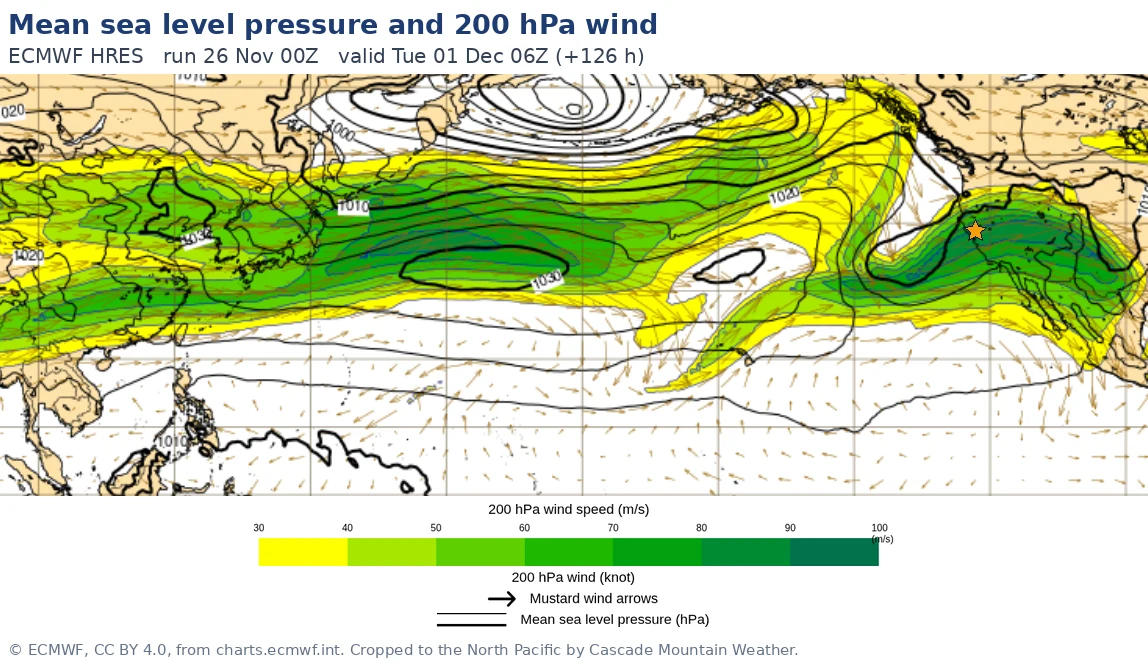 Mean sea level pressure and 200 hPa wind
ECMWF HRES run 26 Nov 00Z valid Tue 01 Dec 06Z (+126 h)
1010
020
1000
1010
1020
1030
1020
1030
1010
1010
200 hPa wind speed (m/s)
30 40 50 60 70 80 90 100
(m/s)
200 hPa wind (knot)
Mustard wind arrows
Mean sea level pressure (hPa)
© ECMWF, CC BY 4.0, from charts.ecmwf.int. Cropped to the North Pacific by Cascade Mountain Weather.